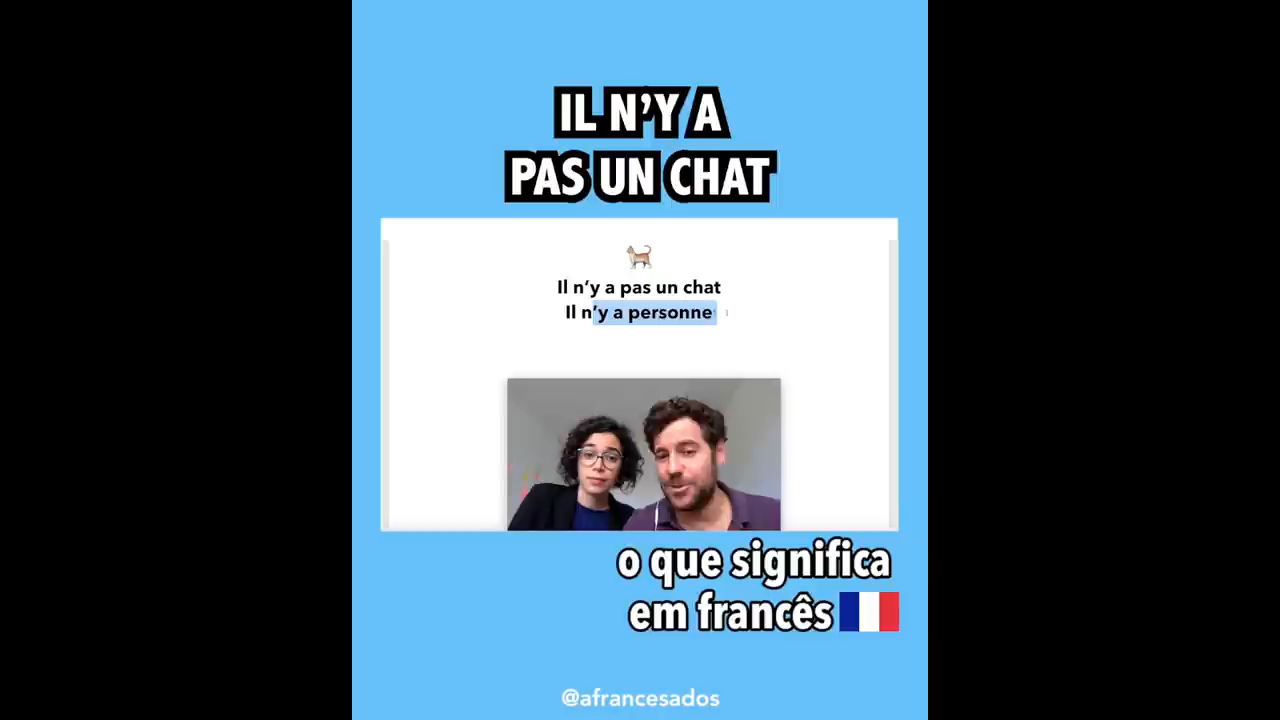 IL N'Y A
PAS UN CHAT
Il n'y a pas un chat
Il n'y a personne
o que significa
em francês
@afrancesados